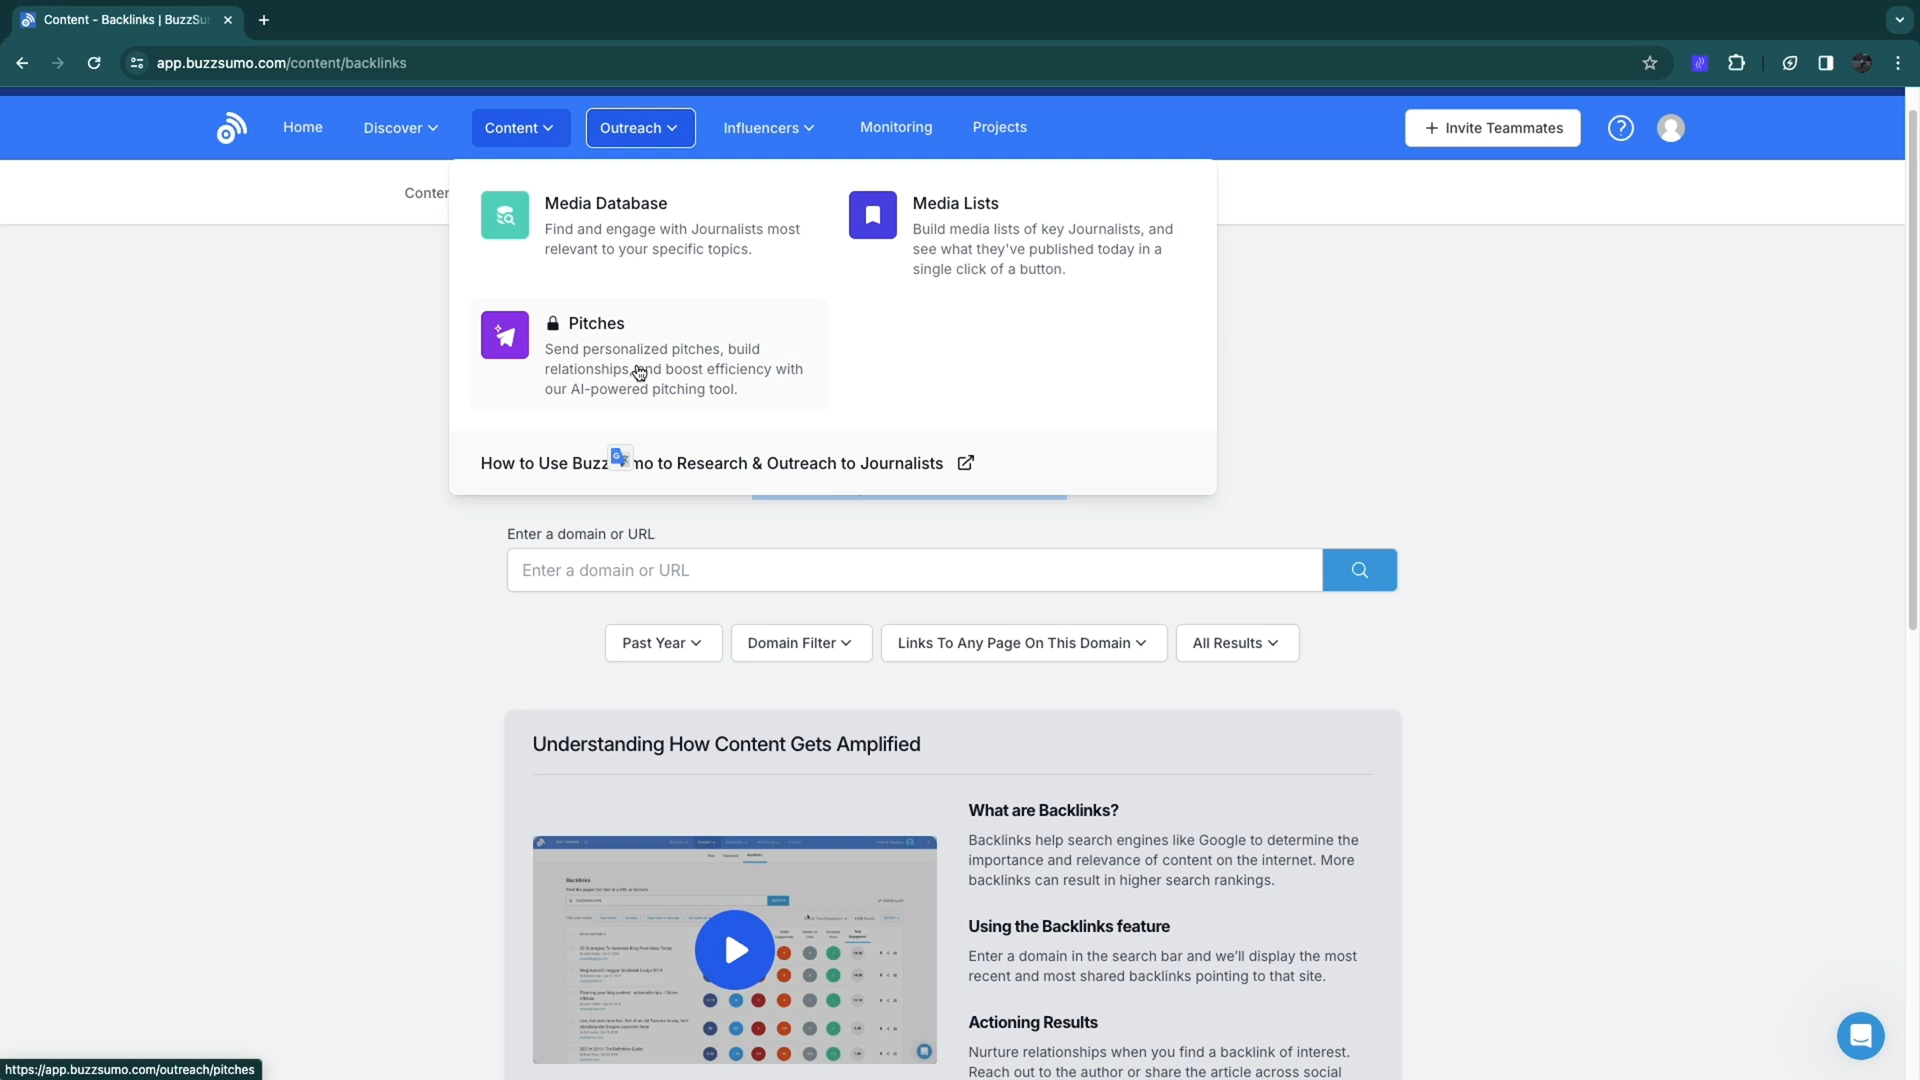 Content - Backlinks | BuzzSu
app.buzzsumo.com/content/backlinks
Home
Discover
Content
Outreach
Influencers
Monitoring
Projects
+ Invite Teammates
Conten
Media Database
Find and engage with Journalists most
relevant to your specific topics.
Media Lists
Build media lists of key Journalists, and
see what they've published today in a
single click of a button.
Pitches
Send personalized pitches, build
relationships and boost efficiency with
our AI-powered pitching tool.
How to Use Buzz mo to Research & Outreach to Journalists
Enter a domain or URL
Enter a domain or URL
Past Year
Domain Filter
Links To Any Page On This Domain
All Results
Understanding How Content Gets Amplified
What are Backlinks?
Backlinks help search engines like Google to determine the
importance and relevance of content on the internet. More
backlinks can result in higher search rankings.
Using the Backlinks feature
Enter a domain in the search bar and we'll display the most
recent and most shared backlinks pointing to that site.
Actioning Results
Nurture relationships when you find a backlink of interest.
Reach out to the author or share the article across social
Backlinks
https://app.buzzsumo.com/outreach/pitches